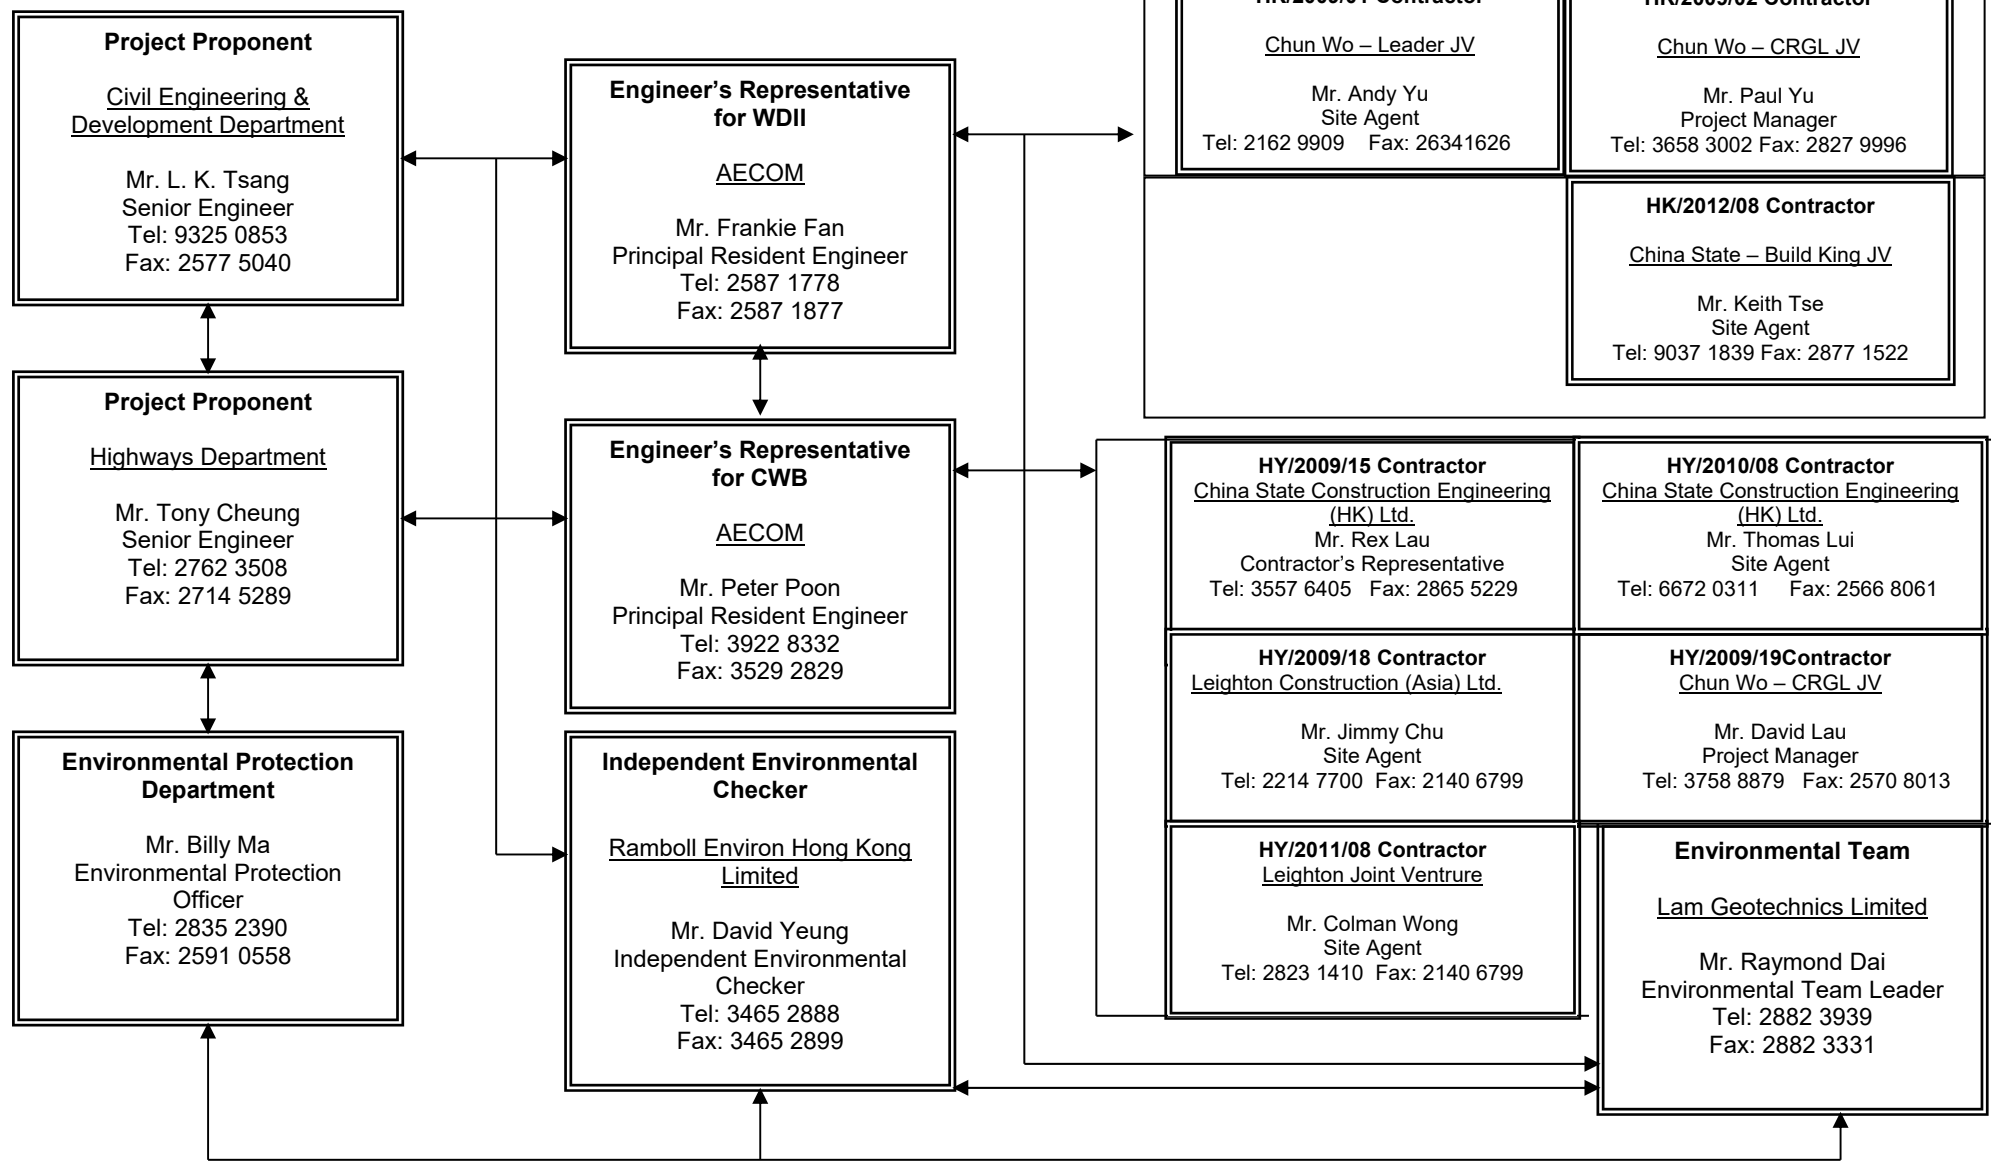 Project Proponent
Civil Engineering &
Development Department
Mr. L. K. Tsang
Senior Engineer
Tel: 9325 0853
Fax: 2577 5040
Project Proponent
Highways Department
Mr. Tony Cheung
Senior Engineer
Tel: 2762 3508
Fax: 2714 5289
Environmental Protection
Department
Mr. Billy Ma
Environmental Protection
Officer
Tel: 2835 2390
Fax: 2591 0558
Engineer’s Representative
for WDII
AECOM
Mr. Frankie Fan
Principal Resident Engineer
Tel: 2587 1778
Fax: 2587 1877
Engineer’s Representative
for CWB
AECOM
Mr. Peter Poon
Principal Resident Engineer
Tel: 3922 8332
Fax: 3529 2829
Independent Environmental
Checker
Ramboll Environ Hong Kong
Limited
Mr. David Yeung
Independent Environmental
Checker
Tel: 3465 2888
Fax: 3465 2899
HK/2009/01 Contractor
Chun Wo – Leader JV
Mr. Andy Yu
Site Agent
Tel: 2162 9909 Fax: 26341626
HK/2009/02 Contractor
Chun Wo – CRGL JV
Mr. Paul Yu
Project Manager
Tel: 3658 3002 Fax: 2827 9996
HK/2012/08 Contractor
China State – Build King JV
Mr. Keith Tse
Site Agent
Tel: 9037 1839 Fax: 2877 1522
HY/2009/15 Contractor
China State Construction Engineering
(HK) Ltd.
Mr. Rex Lau
Contractor’s Representative
Tel: 3557 6405 Fax: 2865 5229
HY/2010/08 Contractor
China State Construction Engineering
(HK) Ltd.
Mr. Thomas Lui
Site Agent
Tel: 6672 0311 Fax: 2566 8061
HY/2009/18 Contractor
Leighton Construction (Asia) Ltd.
Mr. Jimmy Chu
Site Agent
Tel: 2214 7700 Fax: 2140 6799
HY/2009/19Contractor
Chun Wo – CRGL JV
Mr. David Lau
Project Manager
Tel: 3758 8879 Fax: 2570 8013
HY/2011/08 Contractor
Leighton Joint Ventrure
Mr. Colman Wong
Site Agent
Tel: 2823 1410 Fax: 2140 6799
Environmental Team
Lam Geotechnics Limited
Mr. Raymond Dai
Environmental Team Leader
Tel: 2882 3939
Fax: 2882 3331